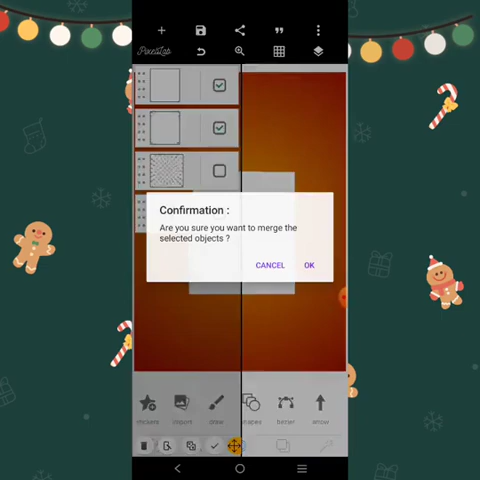 PixelLab
Confirmation :
Are you sure you want to merge the
selected objects ?
CANCEL
OK
stickers
import
draw
shapes
bezier
arrow